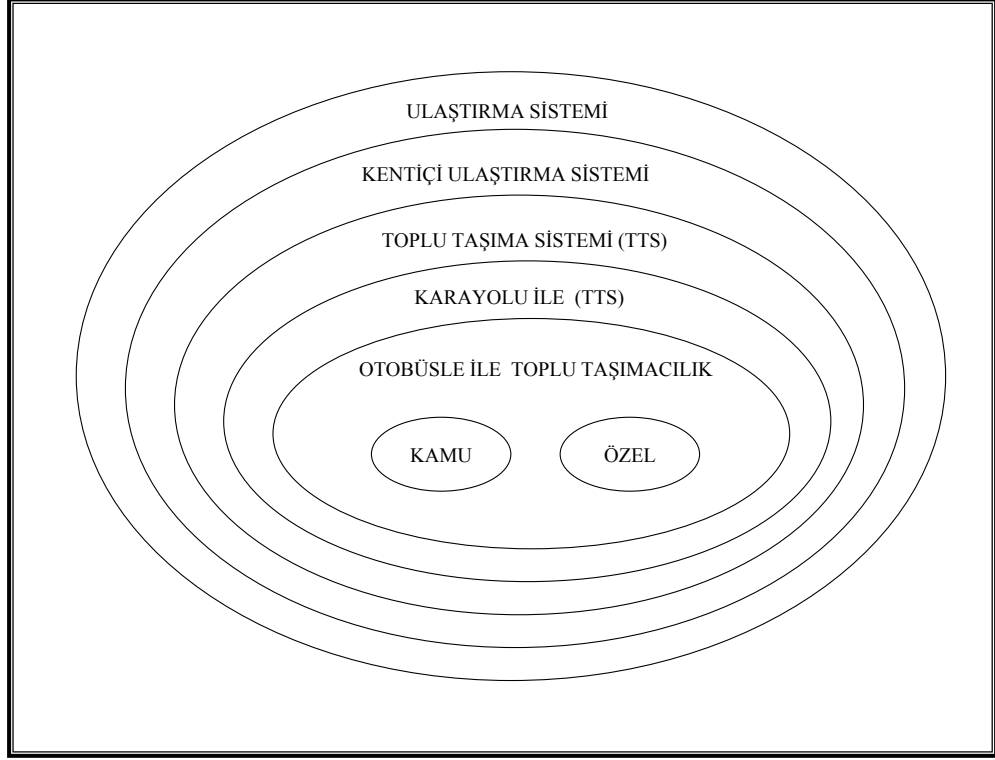 ULAŞTIRMA SİSTEMİ
KENTİÇİ ULAŞTIRMA SİSTEMİ
TOPLU TAŞIMA SİSTEMİ (TTS)
KARAYOLU İLE (TTS)
OTOBÜSLE İLE TOPLU TAŞIMACILIK
KAMU ÖZEL